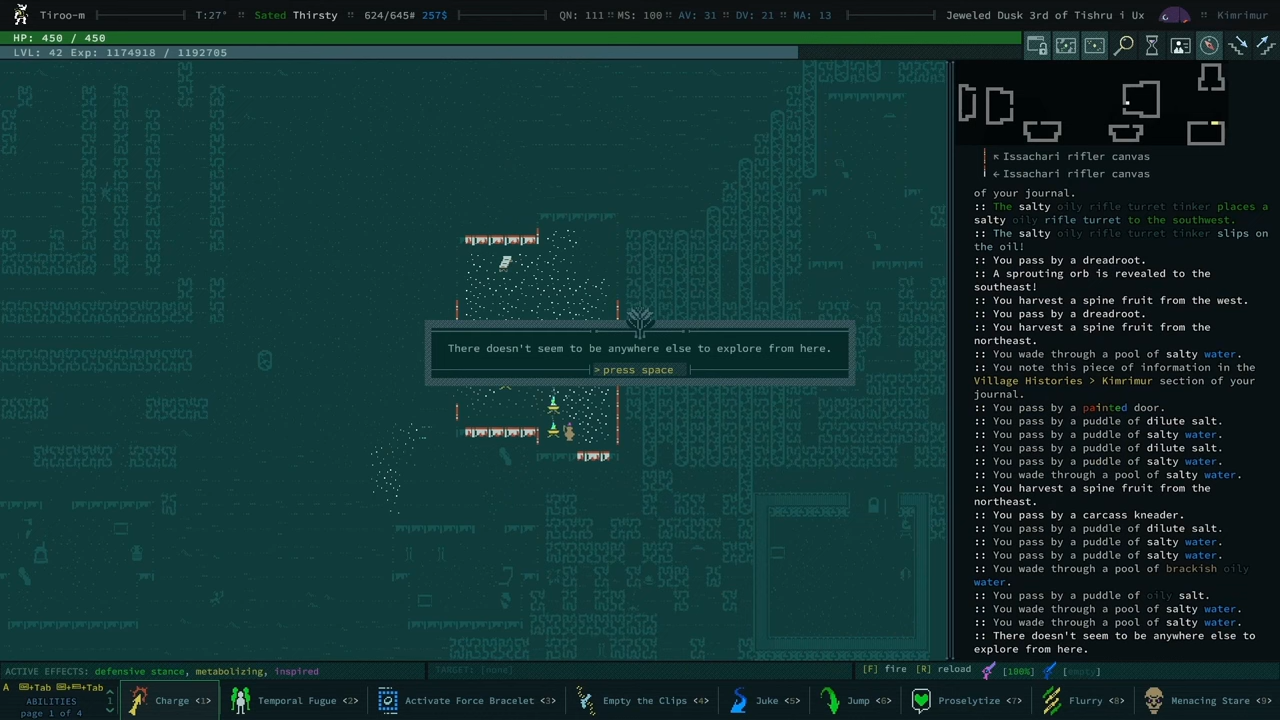 Tiroo-m T:27° :: Sated Thirsty :: 624/645# 257$ QN: 111 :: MS: 100 :: AV: 31 :: DV: 21 :: MA: 13 Jeweled Dusk 3rd of Tishru i Ux :: Kimrimur
HP: 450 / 450
LVL: 42 Exp: 1174918 / 1192705
Issachari rifler canvas
Issachari rifler canvas
of your journal.
:: The salty oily rifle turret tinker places a
salty oily rifle turret to the southwest.
:: The salty oily rifle turret tinker slips on
the oil!
:: You pass by a dreadroot.
:: A sprouting orb is revealed to the
southeast!
:: You harvest a spine fruit from the west.
:: You pass by a dreadroot.
:: You harvest a spine fruit from the
northeast.
:: You wade through a pool of salty water.
:: You note this piece of information in the
Village Histories > Kimrimur section of your
journal.
:: You pass by a painted door.
:: You pass by a puddle of dilute salt.
:: You pass by a puddle of salty water.
:: You pass by a puddle of dilute salt.
:: You pass by a puddle of salty water.
:: You wade through a pool of salty water.
:: You harvest a spine fruit from the
northeast.
:: You pass by a carcass kneader.
:: You pass by a puddle of dilute salt.
:: You pass by a puddle of salty water.
:: You pass by a puddle of salty water.
:: You wade through a pool of brackish oily
water.
:: You pass by a puddle of oily salt.
:: You wade through a pool of salty water.
:: You wade through a pool of salty water.
:: There doesn't seem to be anywhere else to
explore from here.
There doesn't seem to be anywhere else to explore from here.
> press space
ACTIVE EFFECTS: defensive stance, metabolizing, inspired
TARGET: [none]
[F] fire [R] reload [100%] [empty]
A +Tab +Tab
ABILITIES 1
page 1 of 4
Charge <1> Temporal Fugue <2> Activate Force Bracelet <3> Empty the Clips <4> Juke <5> Jump <6> Proselytize <7> Flurry <8> Menacing Stare <9>